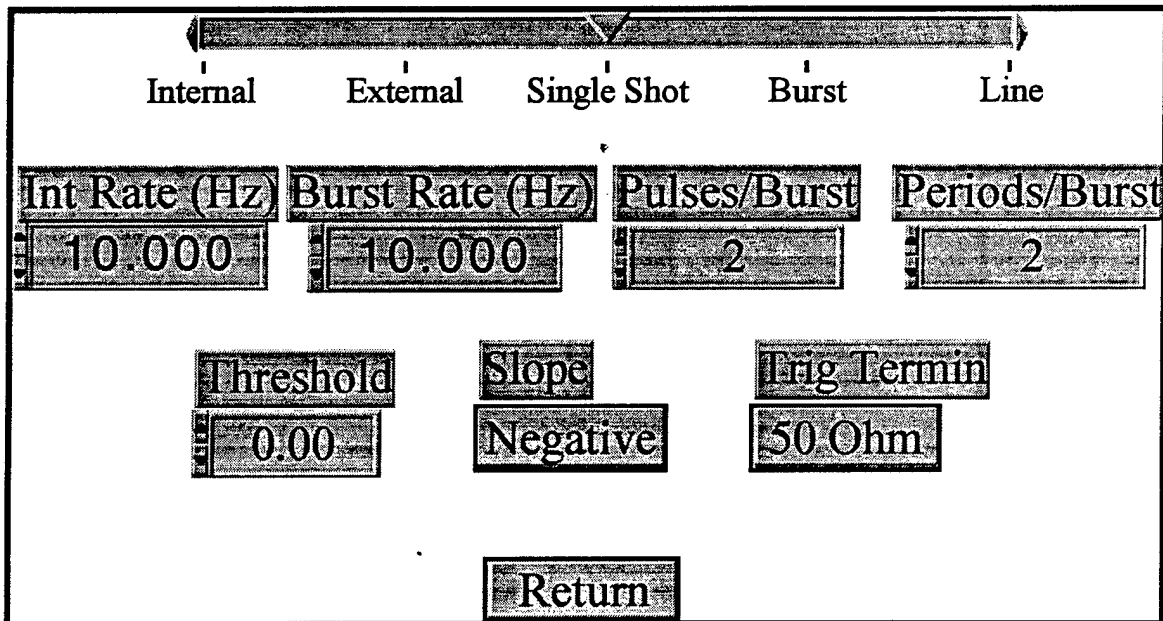 Internal External Single Shot Burst Line
Int Rate (Hz) Burst Rate (Hz) Pulses/Burst Periods/Burst
10.000 10.000 2 2
Threshold Slope Trig Termin
0.00 Negative 50 Ohm
Return